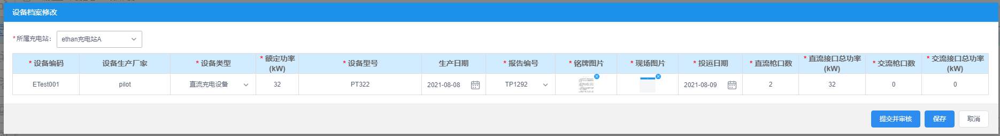 设备档案修改
* 所属充电站： ethan充电站A
* 设备编码 设备生产厂家 * 设备类型 * 额定功率(kW) * 设备型号 生产日期 * 报告编号 * 铭牌图片 * 现场图片 * 投运日期 * 直流枪口数 * 直流接口总功率(kW) * 交流枪口数 * 交流接口总功率(kW)
ETest001 pilot 直流充电设备 32 PT322 2021-08-08 TP1292 2021-08-09 2 32 0 0
提交并审核 保存 取消